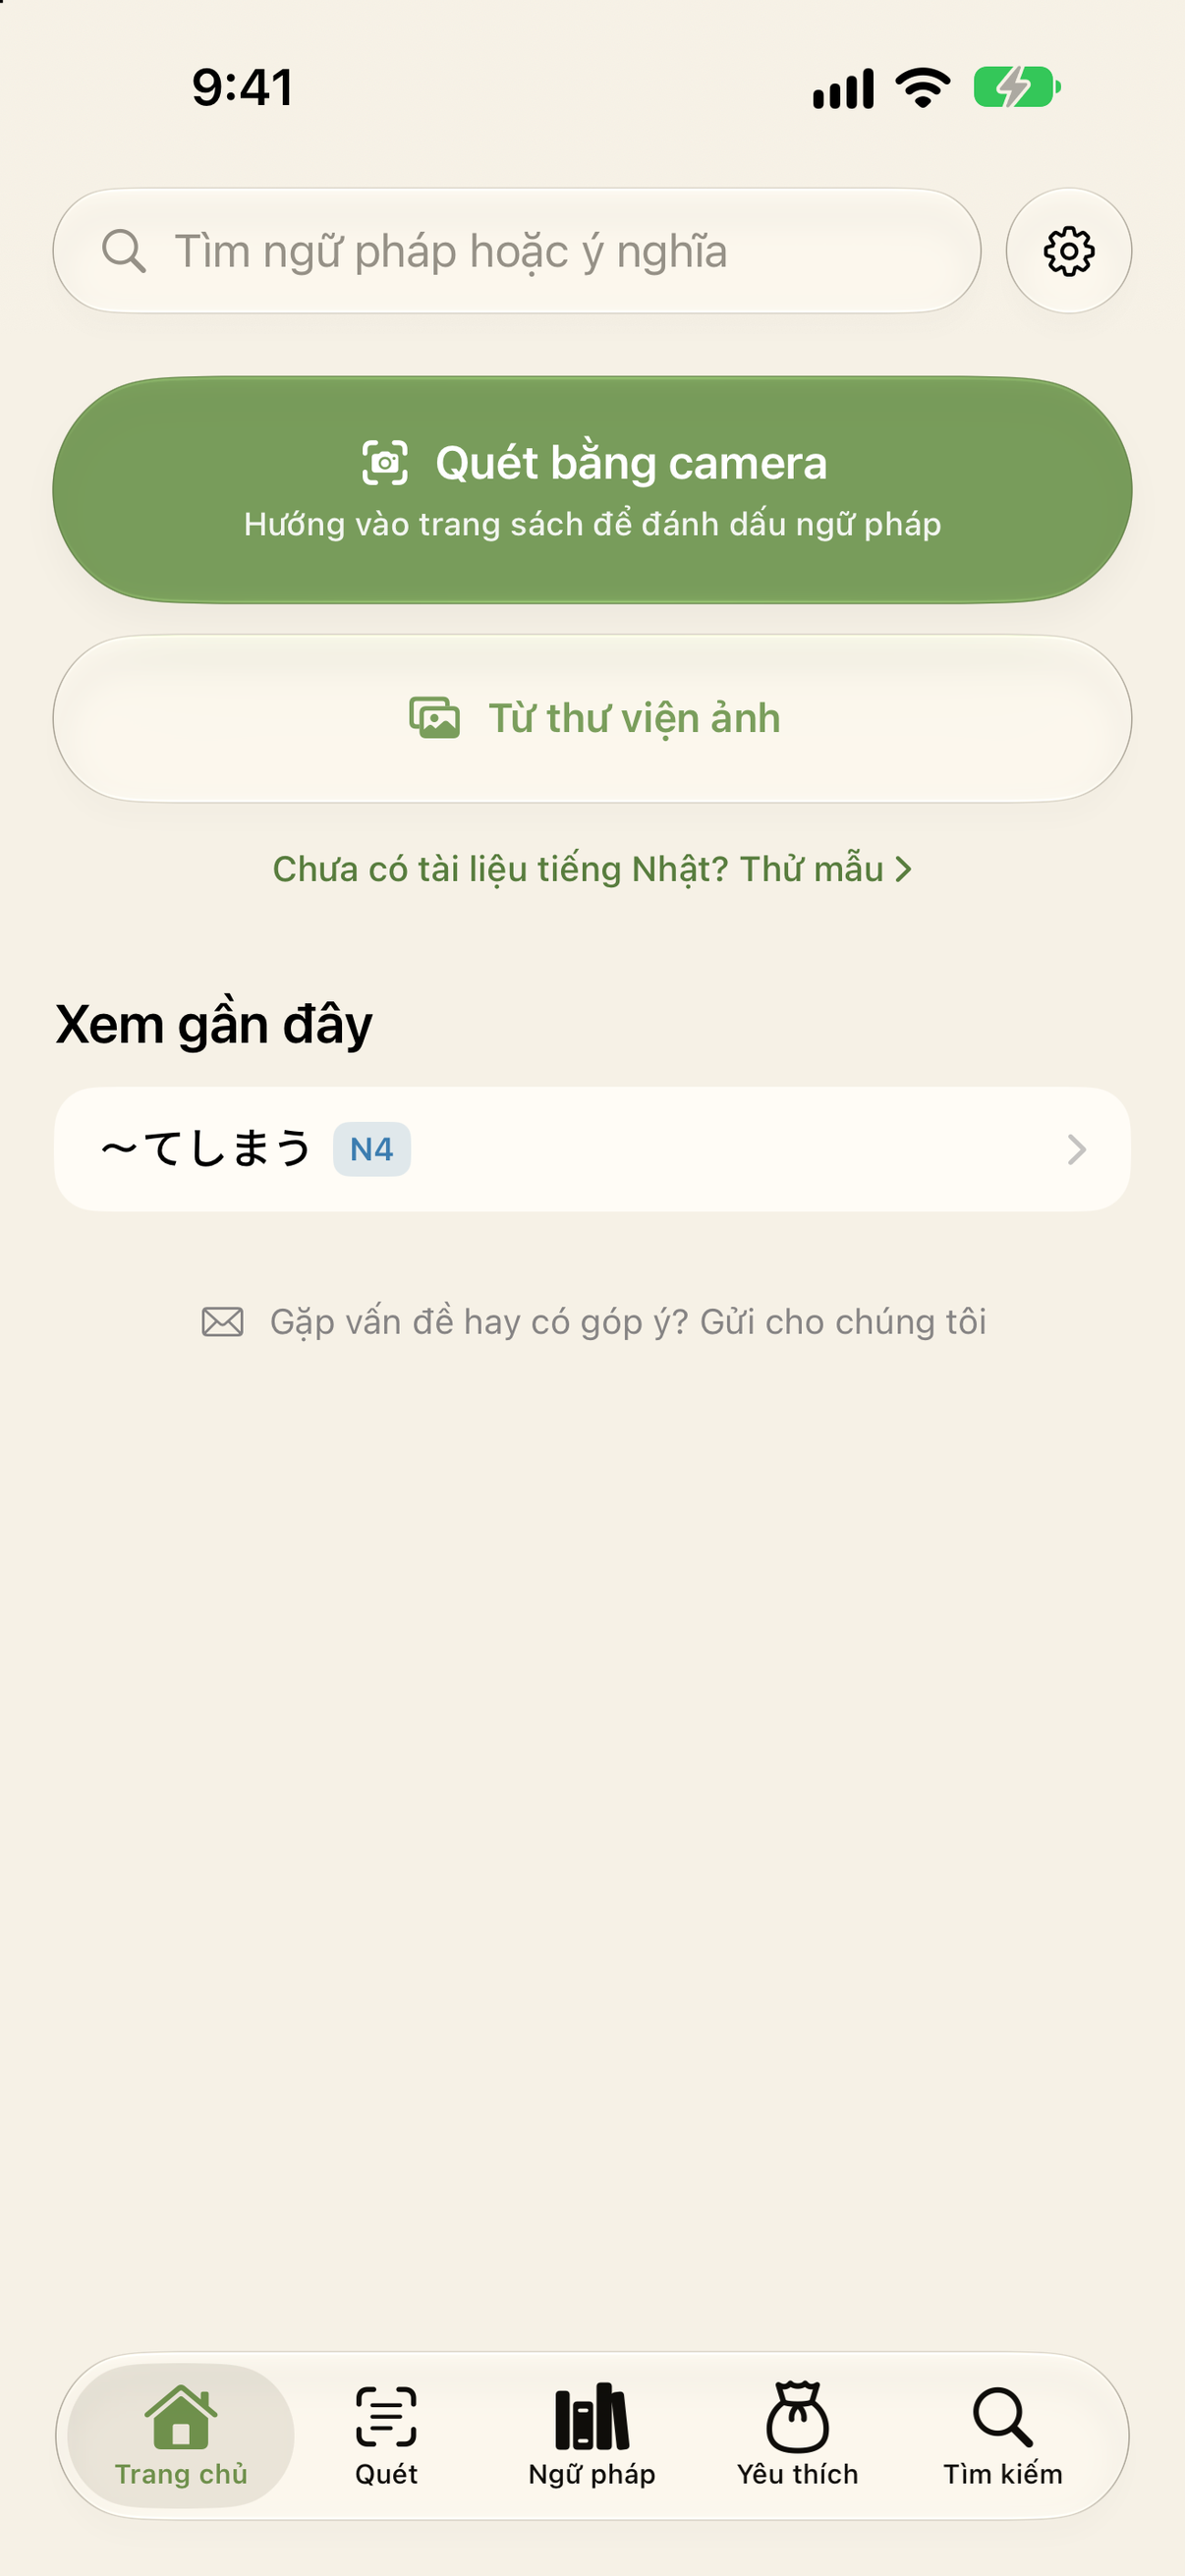 9:41
Tìm ngữ pháp hoặc ý nghĩa
Quét bằng camera
Hướng vào trang sách để đánh dấu ngữ pháp
Từ thư viện ảnh
Chưa có tài liệu tiếng Nhật? Thử mẫu
Xem gần đây
～てしまう N4
Gặp vấn đề hay có góp ý? Gửi cho chúng tôi
Trang chủ
Quét
Ngữ pháp
Yêu thích
Tìm kiếm